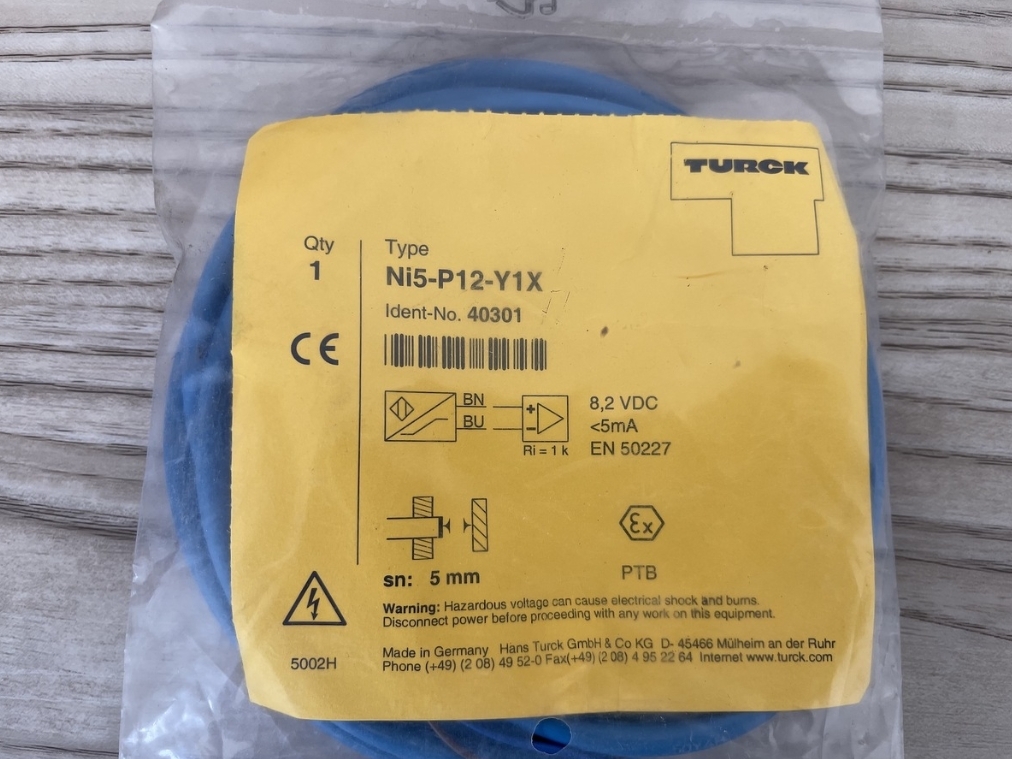 TURCK
Qty
1
Type
Ni5-P12-Y1X
Ident-No. 40301
CE
BN
BU
+
-
Ri = 1 k
8,2 VDC
<5mA
EN 50227
εx
sn: 5 mm
PTB
Warning: Hazardous voltage can cause electrical shock and burns.
Disconnect power before proceeding with any work on this equipment.
5002H
Made in Germany Hans Turck GmbH & Co KG D- 45466 Mülheim an der Ruhr
Phone (+49) (2 08) 49 52-0 Fax(+49) (2 08) 4 95 22 64 Internet www.turck.com